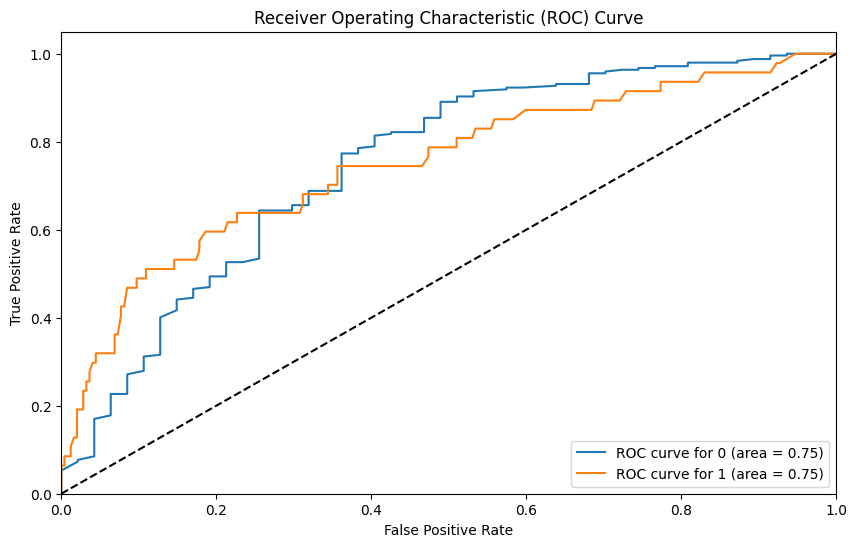 Receiver Operating Characteristic (ROC) Curve
True Positive Rate
1.0
0.8
0.6
0.4
0.2
0.0
0.0 0.2 0.4 0.6 0.8 1.0
False Positive Rate
ROC curve for 0 (area = 0.75)
ROC curve for 1 (area = 0.75)